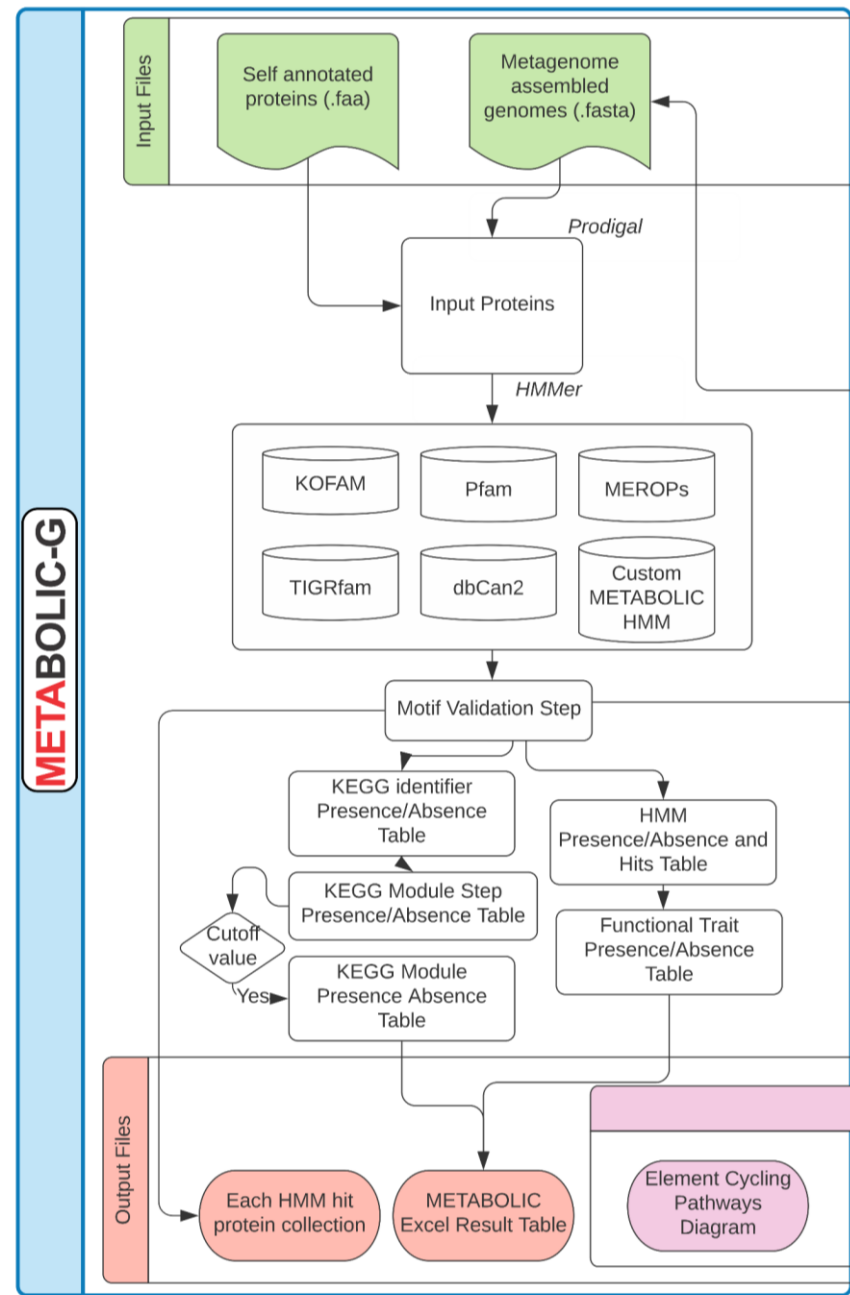 METABOLIC-G
Input Files
Self annotated
proteins (.faa)
Metagenome
assembled
genomes (.fasta)
Prodigal
Input Proteins
HMMer
KOFAM
Pfam
MEROPs
TIGRfam
dbCan2
Custom
METABOLIC
HMM
Motif Validation Step
KEGG identifier
Presence/Absence
Table
HMM
Presence/Absence and
Hits Table
KEGG Module Step
Presence/Absence Table
Cutoff
value
Yes
KEGG Module
Presence Absence
Table
Functional Trait
Presence/Absence
Table
Output Files
Each HMM hit
protein collection
METABOLIC
Excel Result Table
Element Cycling
Pathways
Diagram